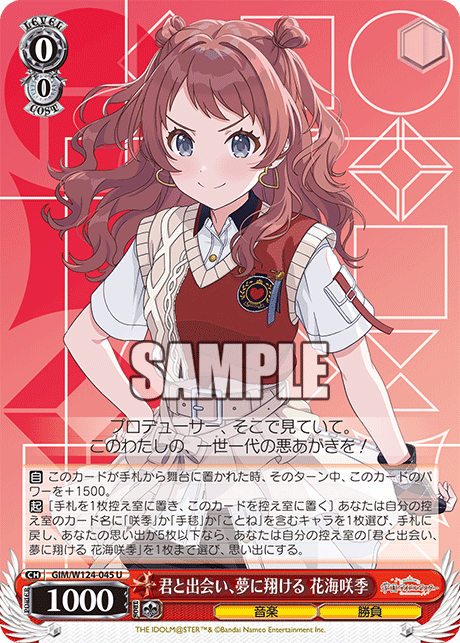 LEVEL
0
0
COST
SAMPLE
プロデューサー、そこで見ていて。
このわたしの、一世一代の悪あがきを！
自 このカードが手札から舞台に置かれた時、そのターン中、このカードのパ
ワーを＋1500。
起［手札を1枚控え室に置き、このカードを控え室に置く］あなたは自分の控
え室のカード名に「咲季」か「手毬」か「ことね」を含むキャラを1枚選び、手札に
戻し、あなたの思い出が5枚以下なら、あなたは自分の控え室の「君と出会い、
夢に翔ける 花海咲季」を1枚まで選び、思い出にする。
CH GIM/W124-045 U
POWER
1000
SOUL
君と出会い、夢に翔ける 花海咲季
音楽
勝負
THE IDOLM@STER™& ©Bandai Namco Entertainment Inc.